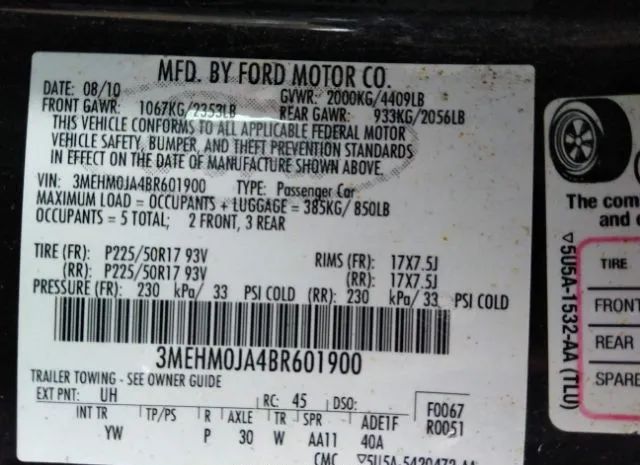 MFD. BY FORD MOTOR CO.
DATE: 08/10 GVWR: 2000KG/4409LB
FRONT GAWR: 1067KG/2353LB REAR GAWR: 933KG/2056LB
THIS VEHICLE CONFORMS TO ALL APPLICABLE FEDERAL MOTOR
VEHICLE SAFETY, BUMPER, AND THEFT PREVENTION STANDARDS
IN EFFECT ON THE DATE OF MANUFACTURE SHOWN ABOVE.
VIN: 3MEHM0JA4BR601900 TYPE: Passenger Car
MAXIMUM LOAD = OCCUPANTS + LUGGAGE = 385KG/ 850LB
OCCUPANTS = 5 TOTAL; 2 FRONT, 3 REAR
TIRE (FR): P225/50R17 93V RIMS (FR): 17X7.5J
(RR): P225/50R17 93V (RR): 17X7.5J
PRESSURE (FR): 230 kPa/ 33 PSI COLD (RR): 230 kPa/ 33 PSI COLD
3MEHM0JA4BR601900
TRAILER TOWING - SEE OWNER GUIDE
EXT PNT: UH RC: 45 DSO: F0067
R0051
INT TR TP/PS R AXLE TR SPR ADE1F
YW P 30 W AA11 40A
CMC ▽5U5A-5420472-AA
The com
and e
▽5U5A-1532-AA (TLU)
TIRE
FRONT
REAR
SPARE